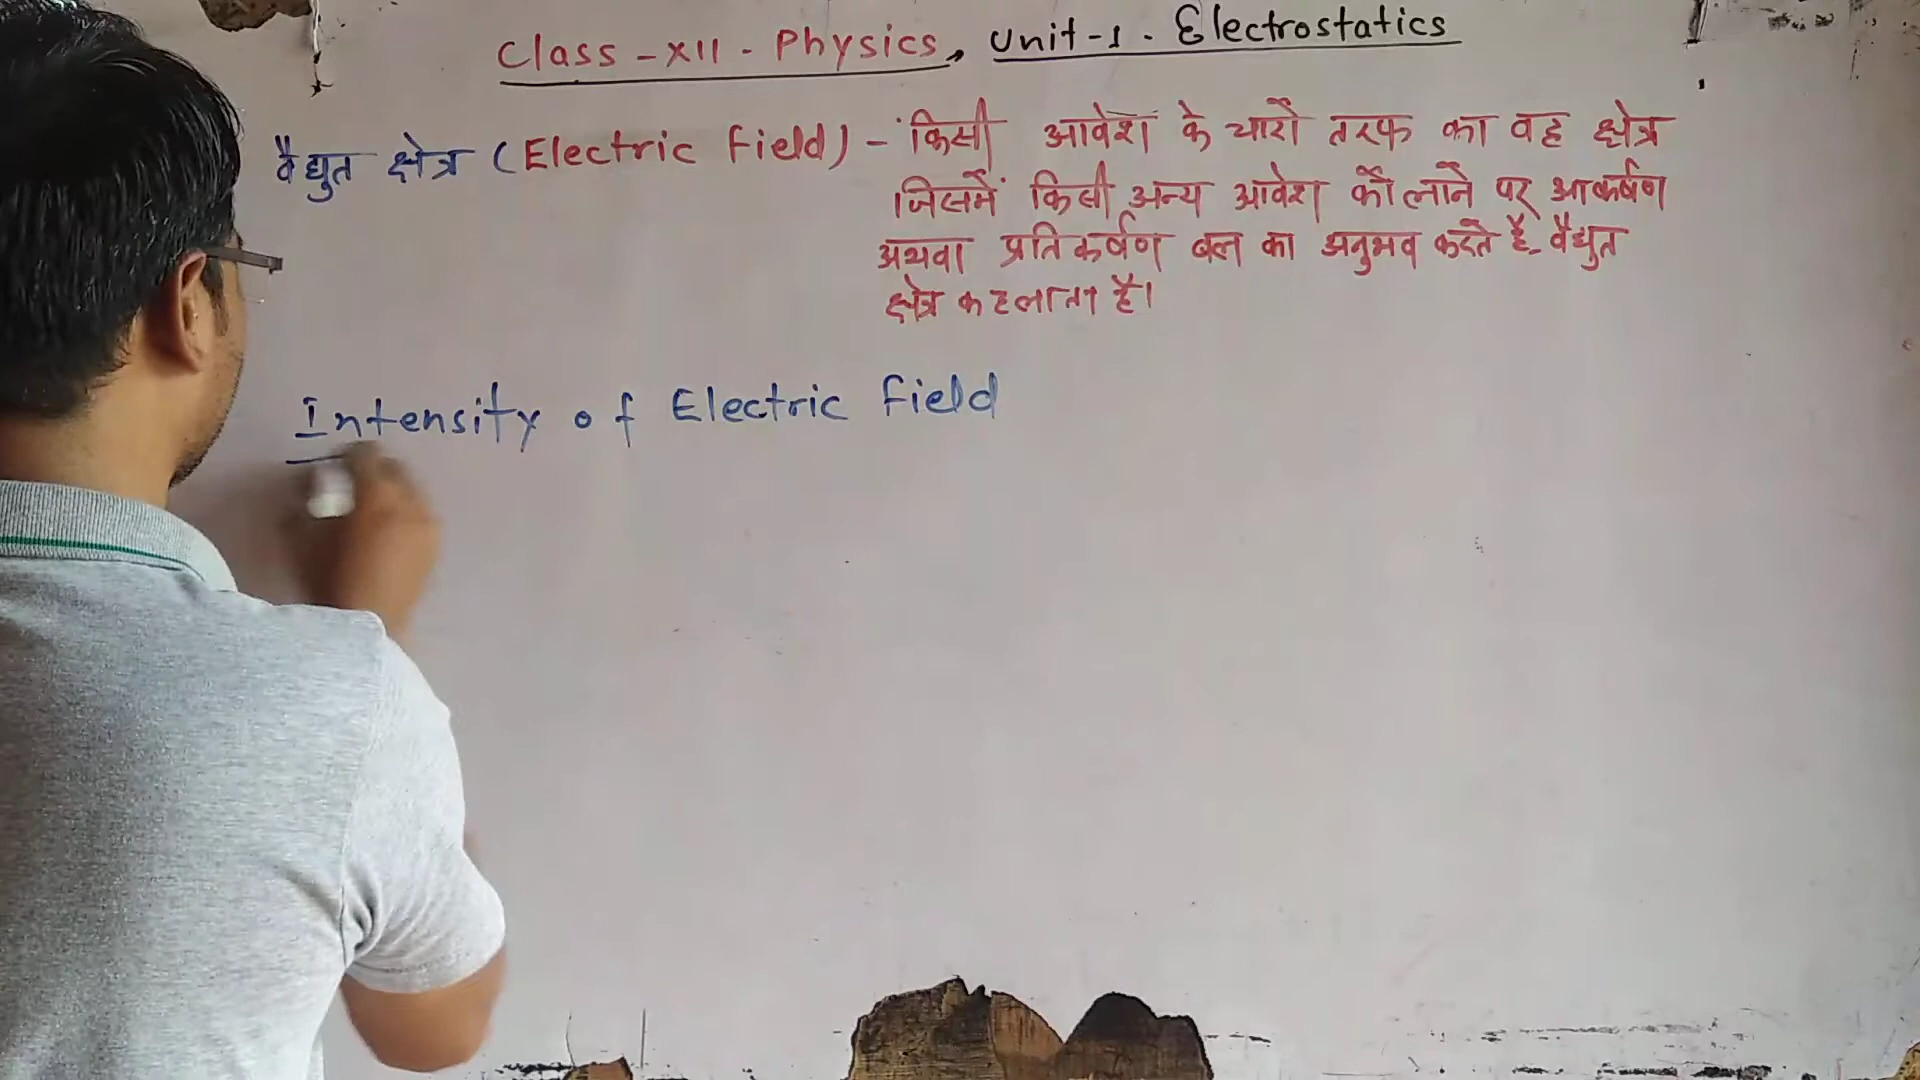 Class - XII - Physics, Unit-1. Electrostatics
वैद्युत क्षेत्र (Electric field) - किसी आवेश के चारों तरफ का वह क्षेत्र
जिसमें किसी अन्य आवेश को लाने पर आकर्षण
अथवा प्रतिकर्षण बल का अनुभव करते है वैद्युत
क्षेत्र कहलाता है।
Intensity of Electric field